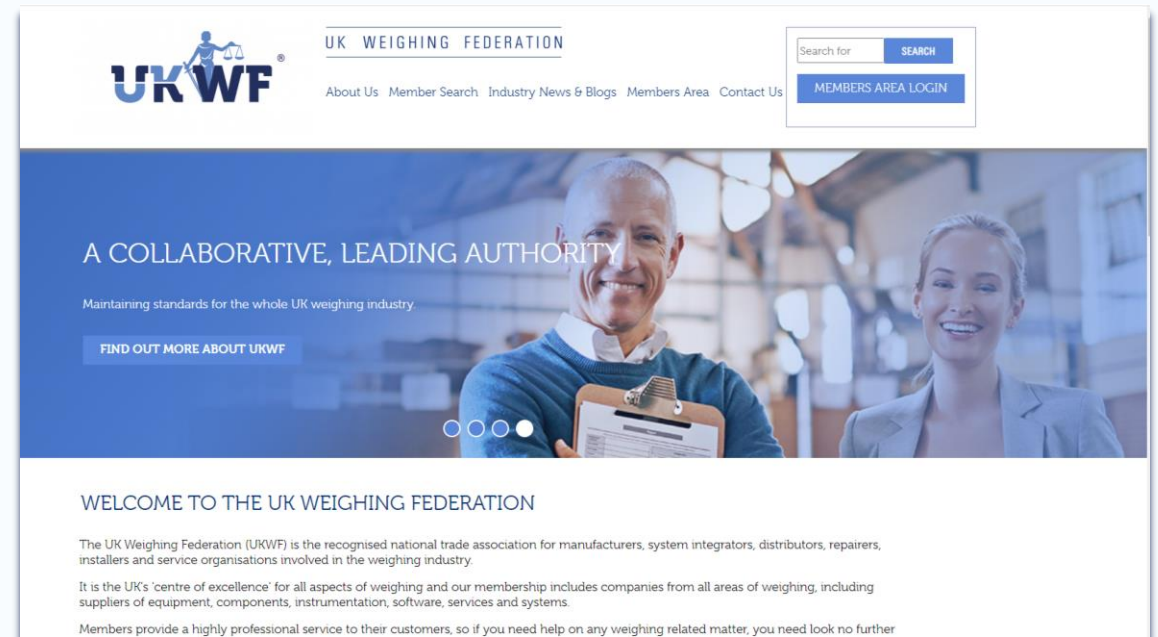 UKWF®
UK WEIGHING FEDERATION
Search for
SEARCH
About Us Member Search Industry News & Blogs Members Area Contact Us
MEMBERS AREA LOGIN
A COLLABORATIVE, LEADING AUTHORITY
Maintaining standards for the whole UK weighing industry.
FIND OUT MORE ABOUT UKWF
WELCOME TO THE UK WEIGHING FEDERATION
The UK Weighing Federation (UKWF) is the recognised national trade association for manufacturers, system integrators, distributors, repairers,
installers and service organisations involved in the weighing industry.
It is the UK's 'centre of excellence' for all aspects of weighing and our membership includes companies from all areas of weighing, including
suppliers of equipment, components, instrumentation, software, services and systems.
Members provide a highly professional service to their customers, so if you need help on any weighing related matter, you need look no further